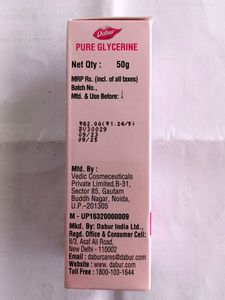 Dabur
PURE GLYCERINE
Net Qty : 50g
MRP Rs. (incl. of all taxes)
Batch No.,
Mfd. & Use Before: ↓
₹62.00(₹1.24/g)
BU30029
09/23
08/25
Mfd. By :
Vedic Cosmeceuticals
Private Limited,B-31,
Sector 85, Gautam
Buddh Nagar, Noida,
U.P.–201305
M - UP16320000009
Mkd. By: Dabur India Ltd.,
Regd. Office & Consumer Cell:
8/3, Asaf Ali Road,
New Delhi - 110002
Email : daburcares@dabur.com
Website : www. dabur.com
Toll Free : 1800-103-1644